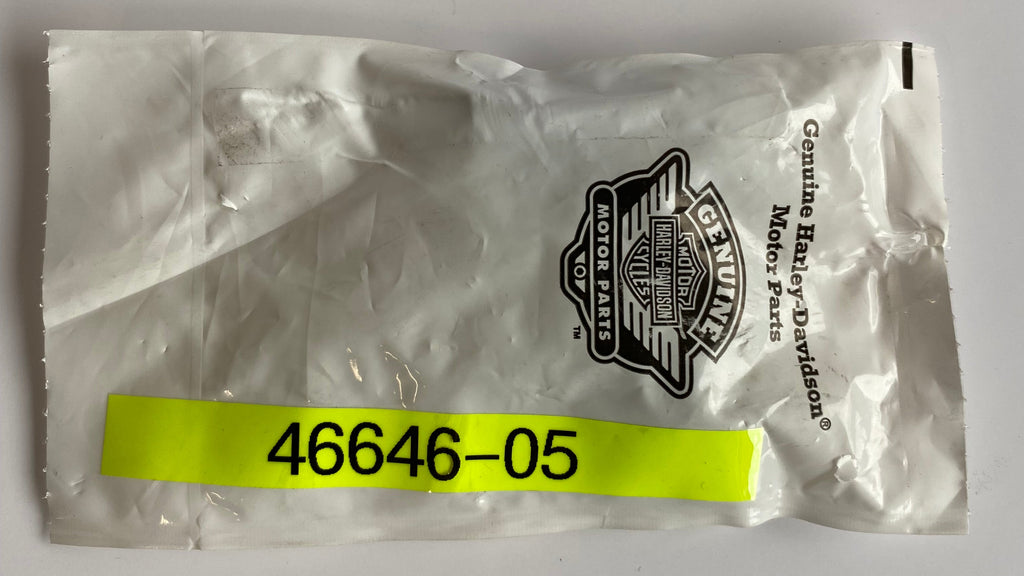 Genuine Harley-Davidson®
Motor Parts
GENUINE
MOTOR
HARLEY-DAVIDSON
CYCLES
MOTOR PARTS
TM
46646-05